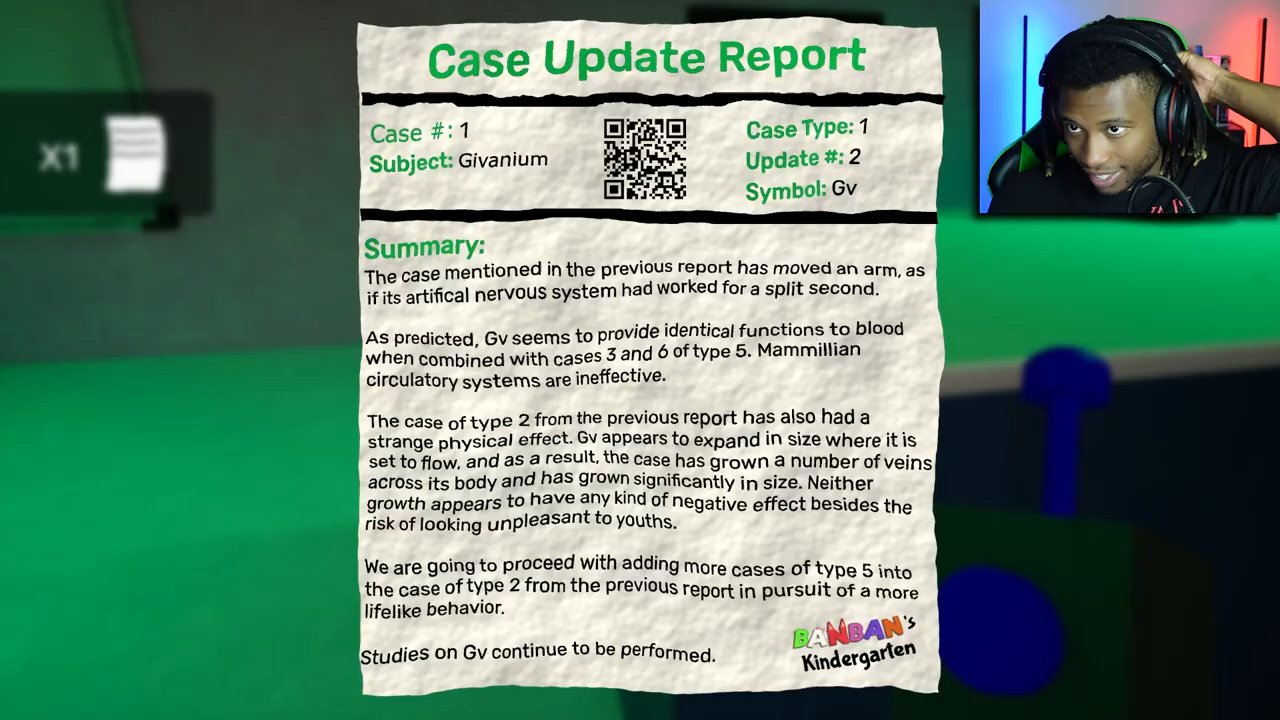 X1
Case Update Report
Case #: 1
Subject: Givanium
Case Type: 1
Update #: 2
Symbol: Gv
Summary:
The case mentioned in the previous report has moved an arm, as
if its artifical nervous system had worked for a split second.
As predicted, Gv seems to provide identical functions to blood
when combined with cases 3 and 6 of type 5. Mammillian
circulatory systems are ineffective.
The case of type 2 from the previous report has also had a
strange physical effect. Gv appears to expand in size where it is
set to flow, and as a result, the case has grown a number of veins
across its body and has grown significantly in size. Neither
growth appears to have any kind of negative effect besides the
risk of looking unpleasant to youths.
We are going to proceed with adding more cases of type 5 into
the case of type 2 from the previous report in pursuit of a more
lifelike behavior.
Studies on Gv continue to be performed.
BANBAN's
Kindergarten